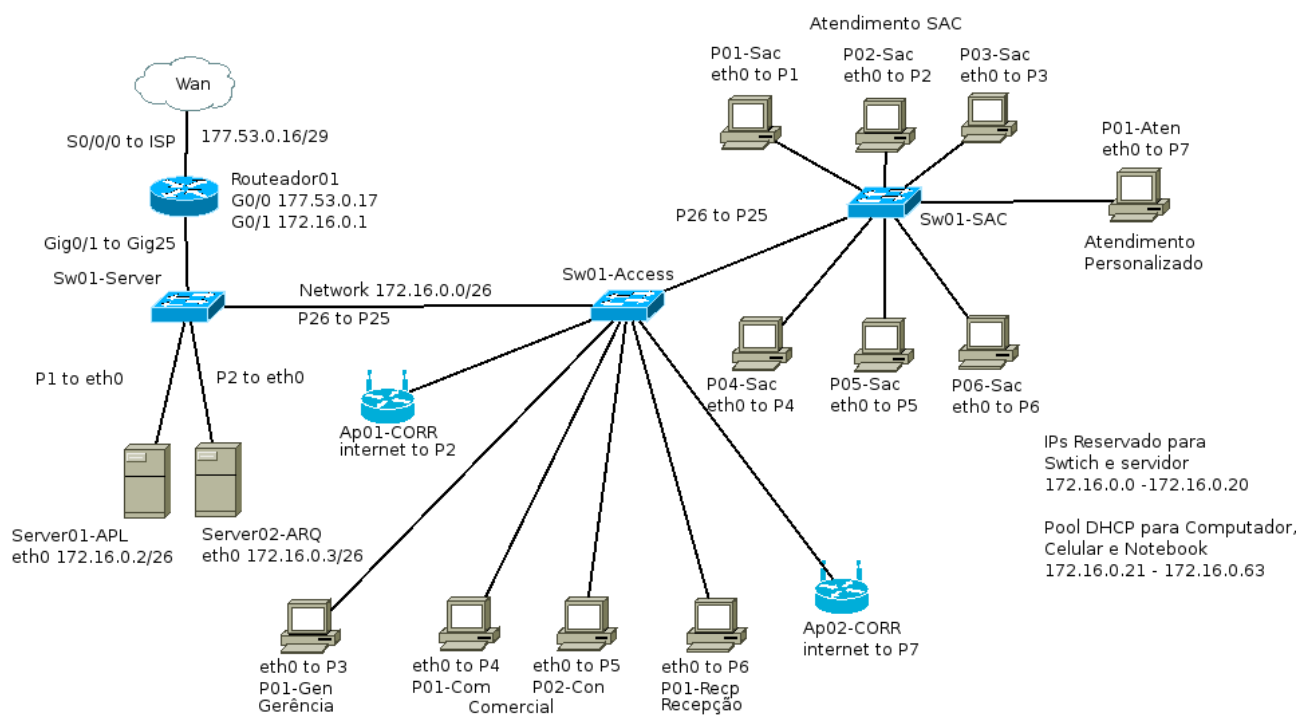 Atendimento SAC
P01-Sac
eth0 to P1
P02-Sac
eth0 to P2
P03-Sac
eth0 to P3
Wan
S0/0/0 to ISP
177.53.0.16/29
P01-Aten
eth0 to P7
Routeador01
G0/0 177.53.0.17
G0/1 172.16.0.1
P26 to P25
Sw01-SAC
Gig0/1 to Gig25
Atendimento
Personalizado
Sw01-Server
Sw01-Access
Network 172.16.0.0/26
P26 to P25
P1 to eth0
P2 to eth0
P04-Sac
eth0 to P4
P05-Sac
eth0 to P5
P06-Sac
eth0 to P6
Ap01-CORR
internet to P2
IPs Reservado para
Swtich e servidor
172.16.0.0 -172.16.0.20
Server01-APL
eth0 172.16.0.2/26
Server02-ARQ
eth0 172.16.0.3/26
Pool DHCP para Computador,
Celular e Notebook
172.16.0.21 - 172.16.0.63
Ap02-CORR
internet to P7
eth0 to P3
P01-Gen
Gerência
eth0 to P4
P01-Com
eth0 to P5
P02-Con
Comercial
eth0 to P6
P01-Recp
Recepção